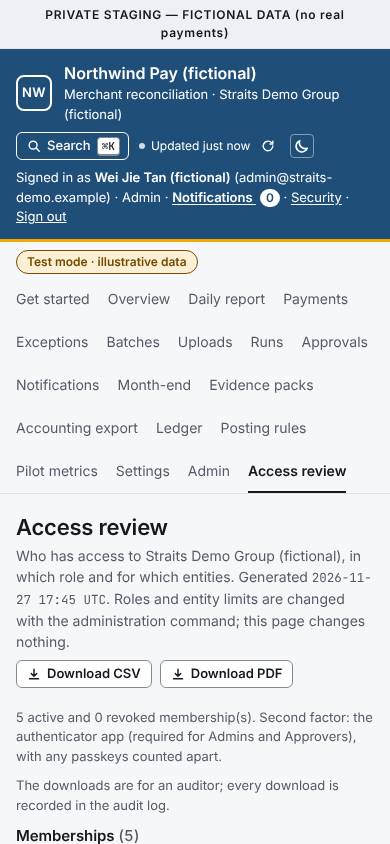 PRIVATE STAGING — FICTIONAL DATA (no real
payments)
NW
Northwind Pay (fictional)
Merchant reconciliation · Straits Demo Group
(fictional)
Search ⌘K Updated just now
Signed in as Wei Jie Tan (fictional) (admin@straits-
demo.example) · Admin · Notifications 0 · Security ·
Sign out
Test mode · illustrative data
Get started Overview Daily report Payments
Exceptions Batches Uploads Runs Approvals
Notifications Month-end Evidence packs
Accounting export Ledger Posting rules
Pilot metrics Settings Admin Access review
Access review
Who has access to Straits Demo Group (fictional), in
which role and for which entities. Generated 2026-11-
27 17:45 UTC. Roles and entity limits are changed
with the administration command; this page changes
nothing.
Download CSV Download PDF
5 active and 0 revoked membership(s). Second factor: the
authenticator app (required for Admins and Approvers),
with any passkeys counted apart.
The downloads are for an auditor; every download is
recorded in the audit log.
Memberships (5)